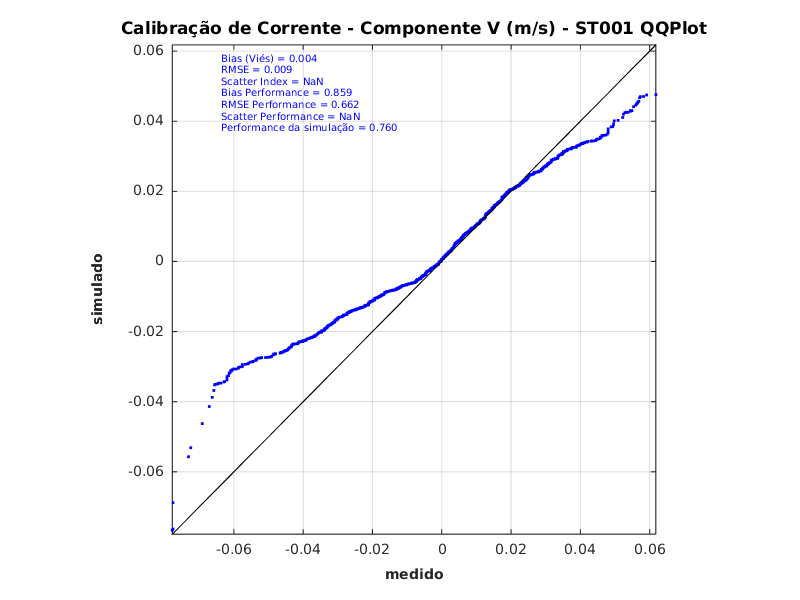 Calibração de Corrente - Componente V (m/s) - ST001 QQPlot
Bias (Viés) = 0.004
RMSE = 0.009
Scatter Index = NaN
Bias Performance = 0.859
RMSE Performance = 0.662
Scatter Performance = NaN
Performance da simulação = 0.760
0.06
0.04
0.02
0
-0.02
-0.04
-0.06
simulado
-0.06 -0.04 -0.02 0 0.02 0.04 0.06
medido